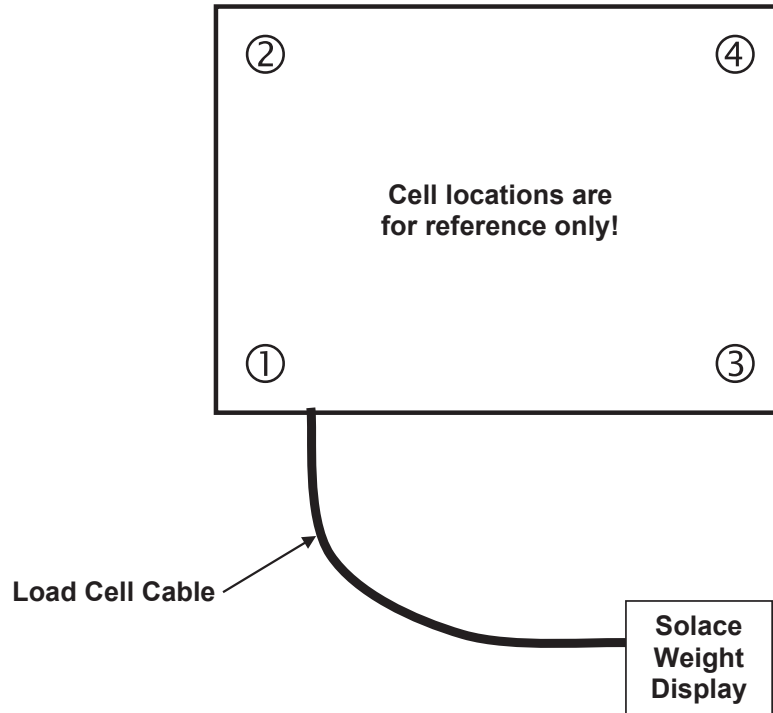 ② ④
Cell locations are
for reference only!
① ③
Load Cell Cable
Solace
Weight
Display